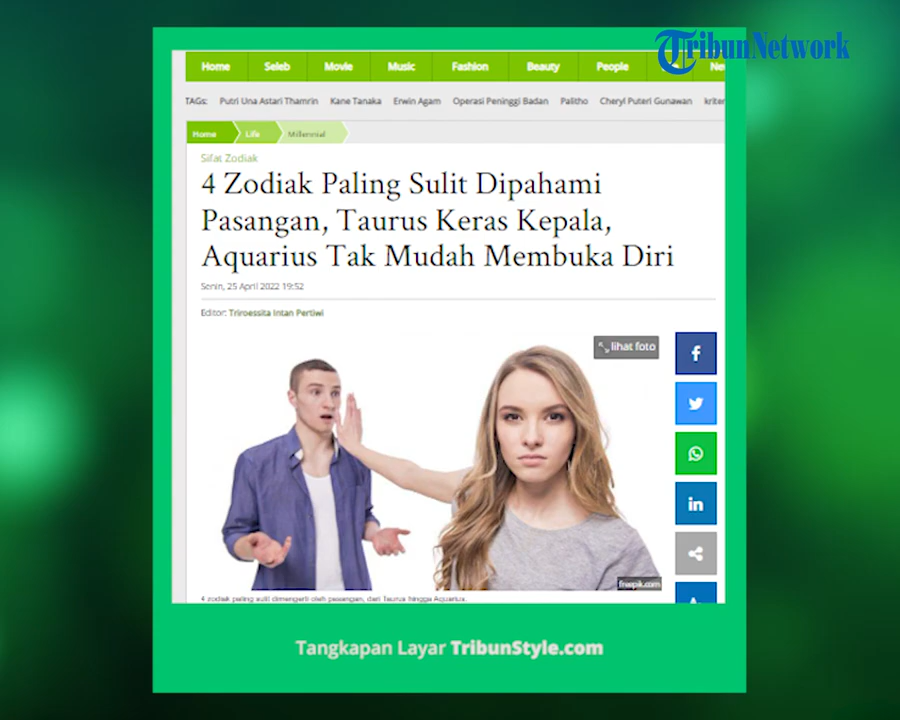 TribunNetwork
Home Seleb Movie Music Fashion Beauty People
TAGs: Putri Una Astari Thamrin Kane Tanaka Erwin Agam Operasi Peninggi Badan Palitho Cheryl Puteri Gunawan
Home Life Millennial
Sifat Zodiak
4 Zodiak Paling Sulit Dipahami
Pasangan, Taurus Keras Kepala,
Aquarius Tak Mudah Membuka Diri
Senin, 25 April 2022 19:52
Editor: Triroessita Intan Pertiwi
lihat foto
freepik.com
4 zodiak paling sulit dimengerti oleh pasangan, dari Taurus hingga Aquarius.
Tangkapan Layar TribunStyle.com